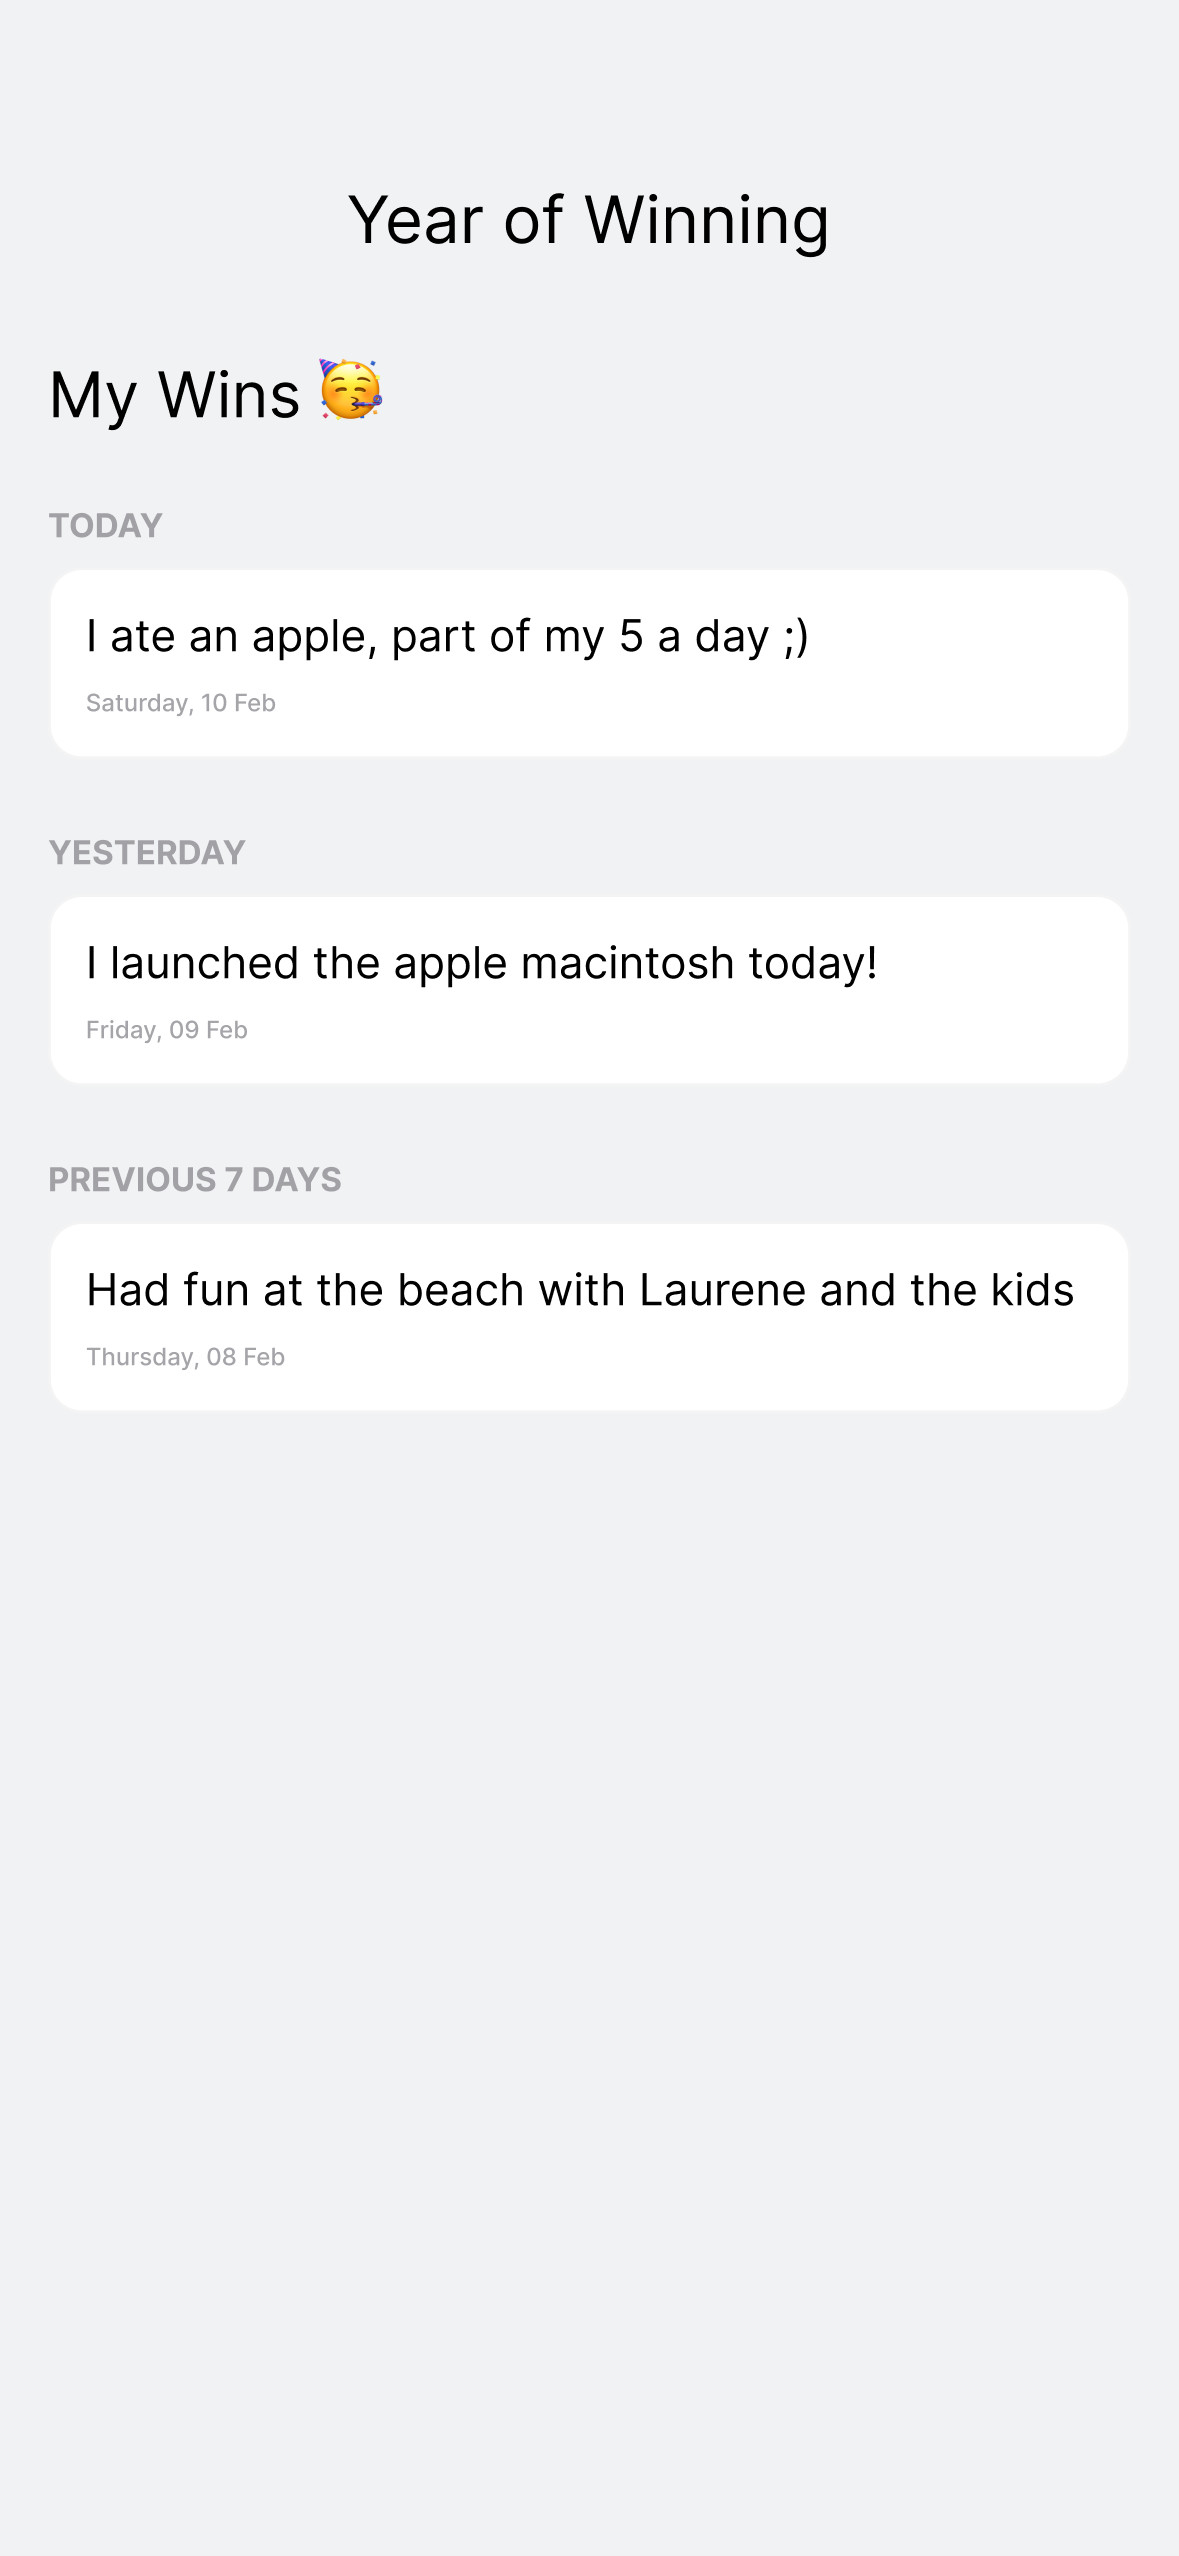 Year of Winning
My Wins 🥳
TODAY
I ate an apple, part of my 5 a day ;)
Saturday, 10 Feb
YESTERDAY
I launched the apple macintosh today!
Friday, 09 Feb
PREVIOUS 7 DAYS
Had fun at the beach with Laurene and the kids
Thursday, 08 Feb